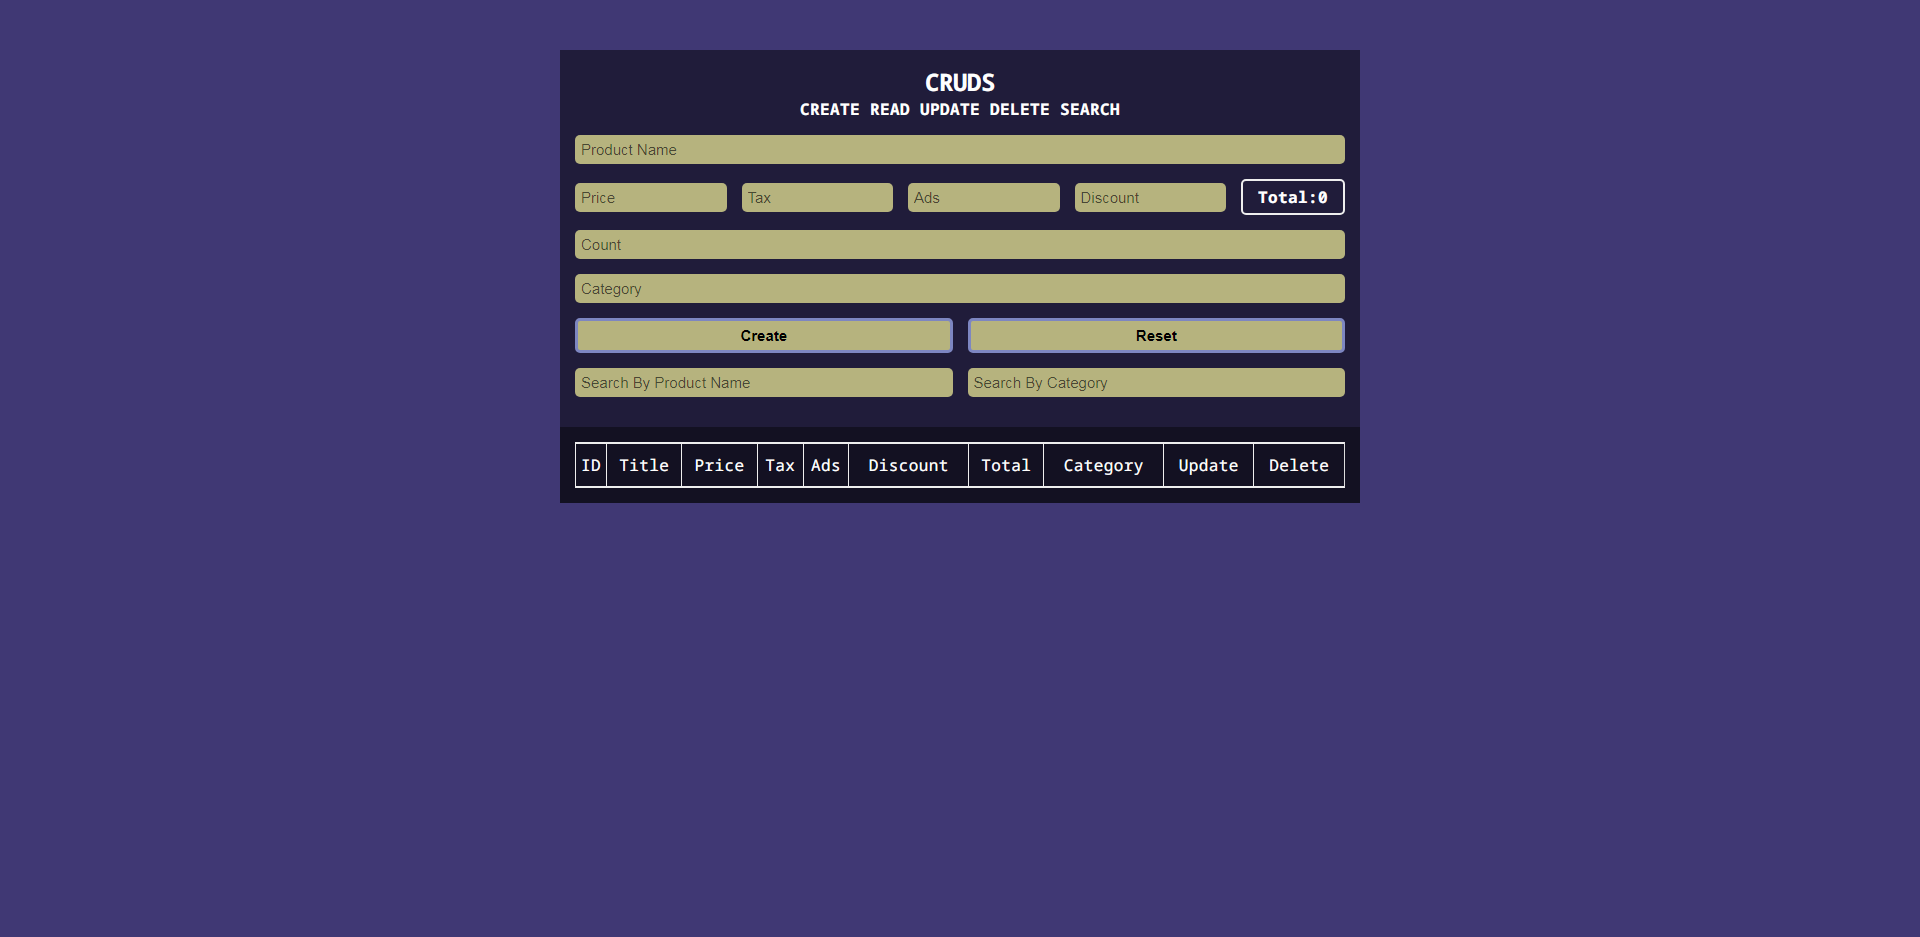 CRUDS
CREATE READ UPDATE DELETE SEARCH
Product Name
Price Tax Ads Discount Total:0
Count
Category
Create Reset
Search By Product Name Search By Category
ID Title Price Tax Ads Discount Total Category Update Delete